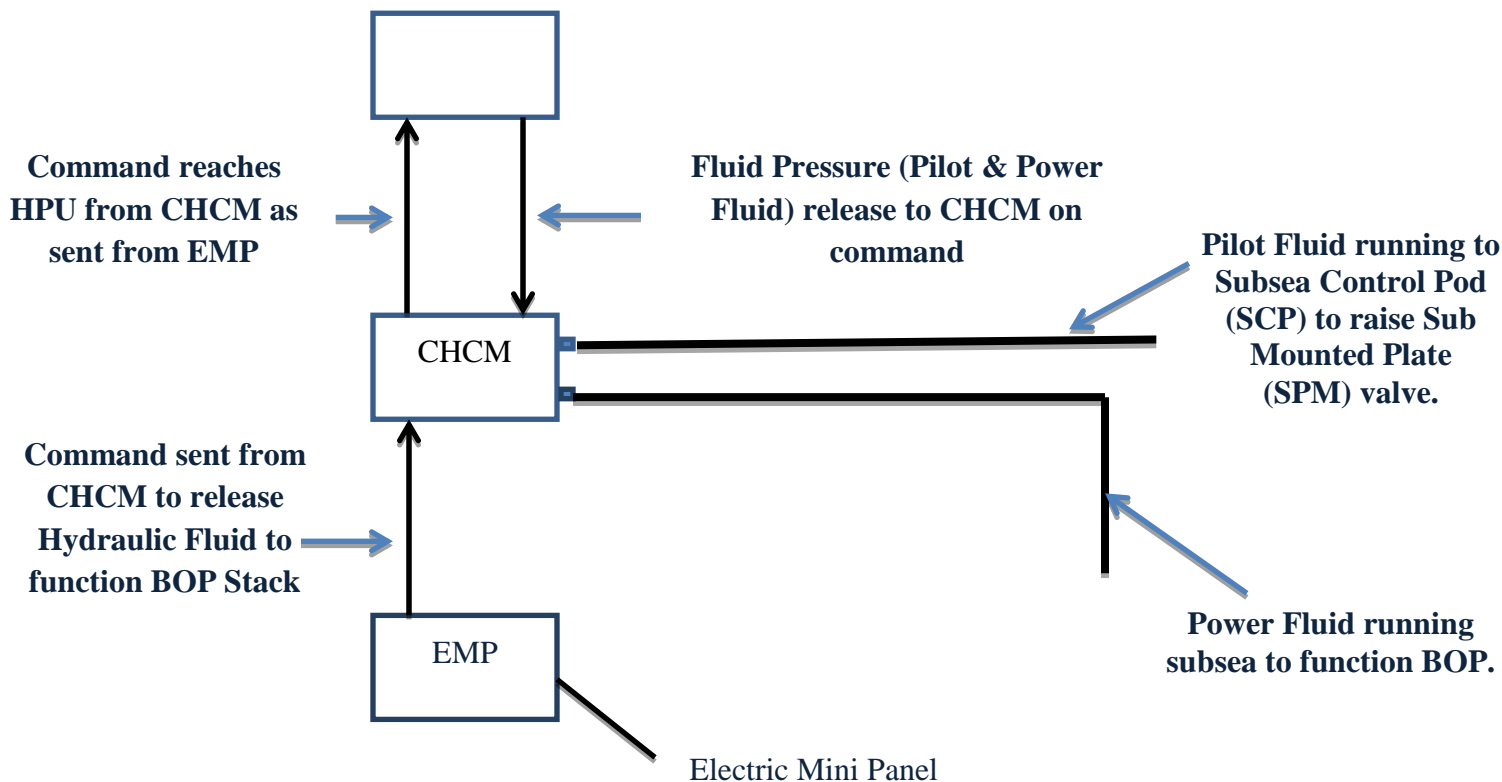 Command reaches
HPU from CHCM as
sent from EMP
Fluid Pressure (Pilot & Power
Fluid) release to CHCM on
command
Pilot Fluid running to
Subsea Control Pod
(SCP) to raise Sub
Mounted Plate
(SPM) valve.
CHCM
Command sent from
CHCM to release
Hydraulic Fluid to
function BOP Stack
EMP
Power Fluid running
subsea to function BOP.
Electric Mini Panel